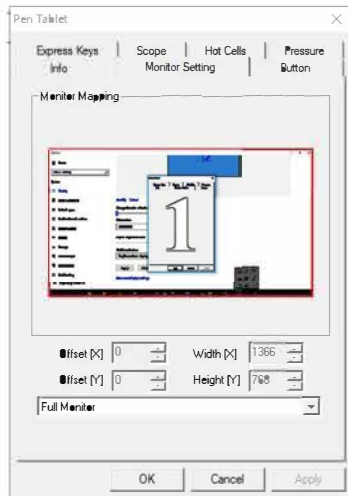 Pen Tablet
Express Keys Scope Hot Cells Pressure
Info Monitor Setting Button
Monitor Mapping
1
Offset [X] 0 Width [X] 1366
Offset [Y] 0 Height [Y] 768
Full Monitor
OK Cancel Apply